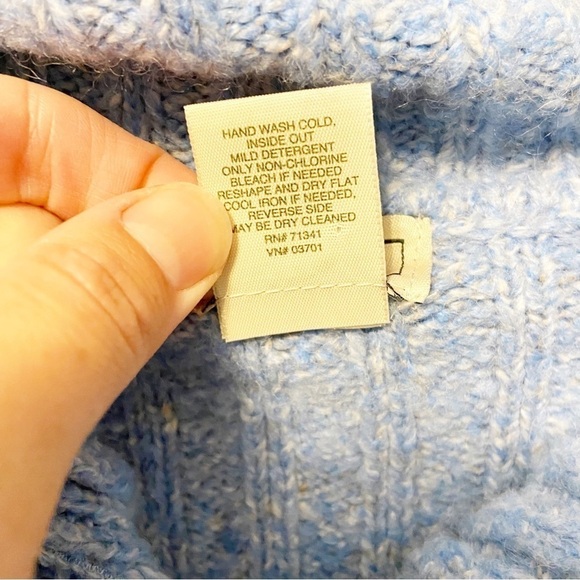 HAND WASH COLD,
INSIDE OUT
MILD DETERGENT
ONLY NON-CHLORINE
BLEACH IF NEEDED
RESHAPE AND DRY FLAT
COOL IRON IF NEEDED,
REVERSE SIDE
MAY BE DRY CLEANED
RN# 71341
VN# 03701